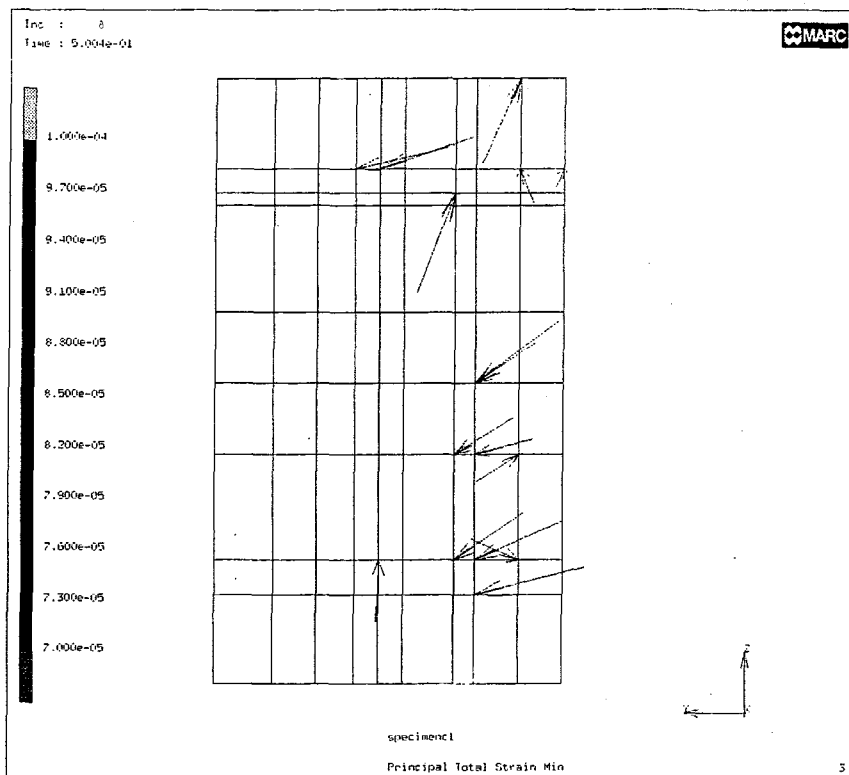 Inc : 8
Time : 5.004e-01
MARC
1.000e-04
9.700e-05
9.400e-05
9.100e-05
8.800e-05
8.500e-05
8.200e-05
7.900e-05
7.600e-05
7.300e-05
7.000e-05
Z
Y X
specimen1
Principal Total Strain Min
3